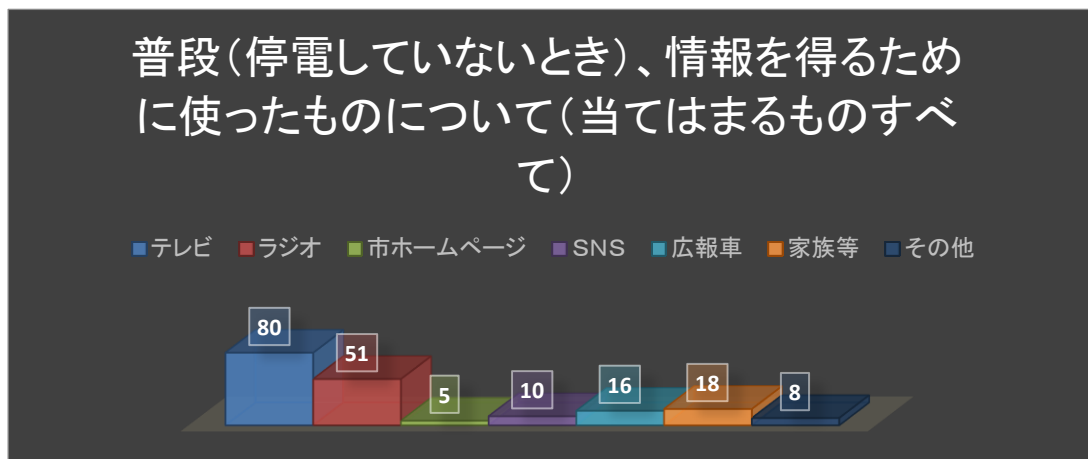 普段（停電していないとき）、情報を得るため
に使ったものについて（当てはまるものすべ
て）
テレビ ラジオ 市ホームページ SNS 広報車 家族等 その他
80 51 5 10 16 18 8